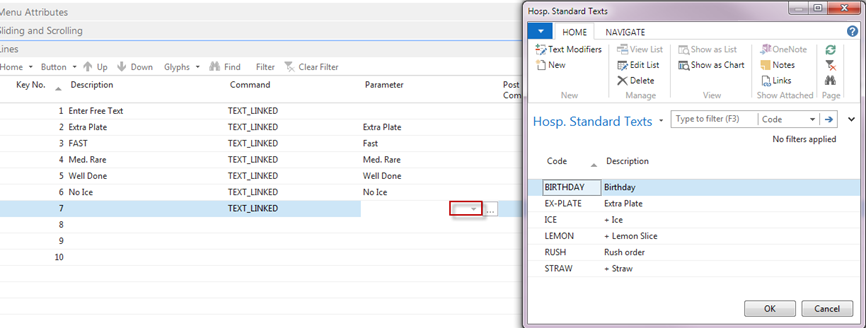 Menu Attributes
Sliding and Scrolling
Lines
Home Button Up Down Glyphs Find Filter Clear Filter
Key No. Description Command Parameter Post
Com
1 Enter Free Text TEXT_LINKED
2 Extra Plate TEXT_LINKED Extra Plate
3 FAST TEXT_LINKED Fast
4 Med. Rare TEXT_LINKED Med. Rare
5 Well Done TEXT_LINKED Well Done
6 No Ice TEXT_LINKED No Ice
7 TEXT_LINKED ...
8
9
10
Hosp. Standard Texts
HOME NAVIGATE
Text Modifiers View List Show as List OneNote
New Edit List Show as Chart Notes
Delete Links
New Manage View Show Attached Page
Hosp. Standard Texts Type to filter (F3) Code
No filters applied
Code Description
BIRTHDAY Birthday
EX-PLATE Extra Plate
ICE + Ice
LEMON + Lemon Slice
RUSH Rush order
STRAW + Straw
OK Cancel